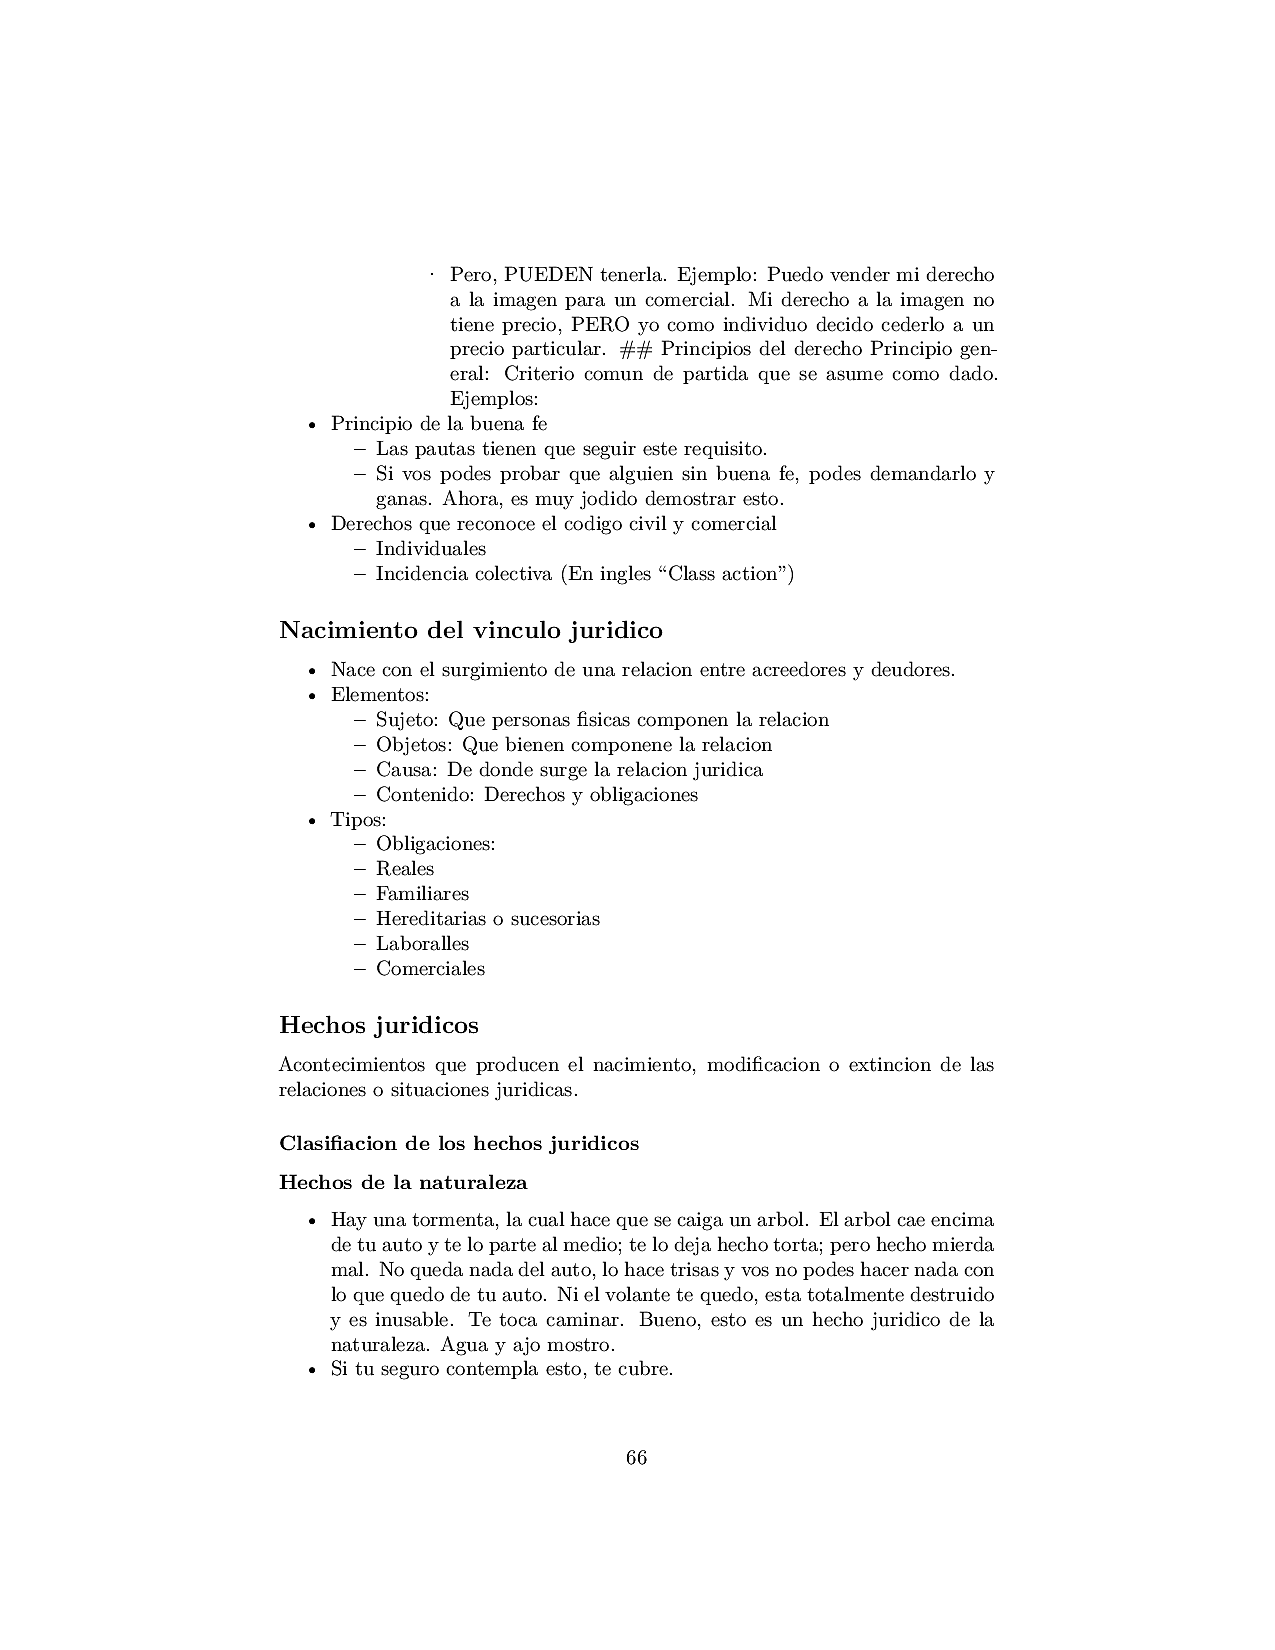 · Pero, PUEDEN tenerla. Ejemplo: Puedo vender mi derecho
a la imagen para un comercial. Mi derecho a la imagen no
tiene precio, PERO yo como individuo decido cederlo a un
precio particular. ## Principios del derecho Principio gen-
eral: Criterio comun de partida que se asume como dado.
Ejemplos:
• Principio de la buena fe
– Las pautas tienen que seguir este requisito.
– Si vos podes probar que alguien sin buena fe, podes demandarlo y
ganas. Ahora, es muy jodido demostrar esto.
• Derechos que reconoce el codigo civil y comercial
– Individuales
– Incidencia colectiva (En ingles “Class action”)
Nacimiento del vinculo juridico
• Nace con el surgimiento de una relacion entre acreedores y deudores.
• Elementos:
– Sujeto: Que personas fisicas componen la relacion
– Objetos: Que bienen componene la relacion
– Causa: De donde surge la relacion juridica
– Contenido: Derechos y obligaciones
• Tipos:
– Obligaciones:
– Reales
– Familiares
– Hereditarias o sucesorias
– Laboralles
– Comerciales
Hechos juridicos
Acontecimientos que producen el nacimiento, modificacion o extincion de las
relaciones o situaciones juridicas.
Clasifiacion de los hechos juridicos
Hechos de la naturaleza
• Hay una tormenta, la cual hace que se caiga un arbol. El arbol cae encima
de tu auto y te lo parte al medio; te lo deja hecho torta; pero hecho mierda
mal. No queda nada del auto, lo hace trisas y vos no podes hacer nada con
lo que quedo de tu auto. Ni el volante te quedo, esta totalmente destruido
y es inusable. Te toca caminar. Bueno, esto es un hecho juridico de la
naturaleza. Agua y ajo mostro.
• Si tu seguro contempla esto, te cubre.
66